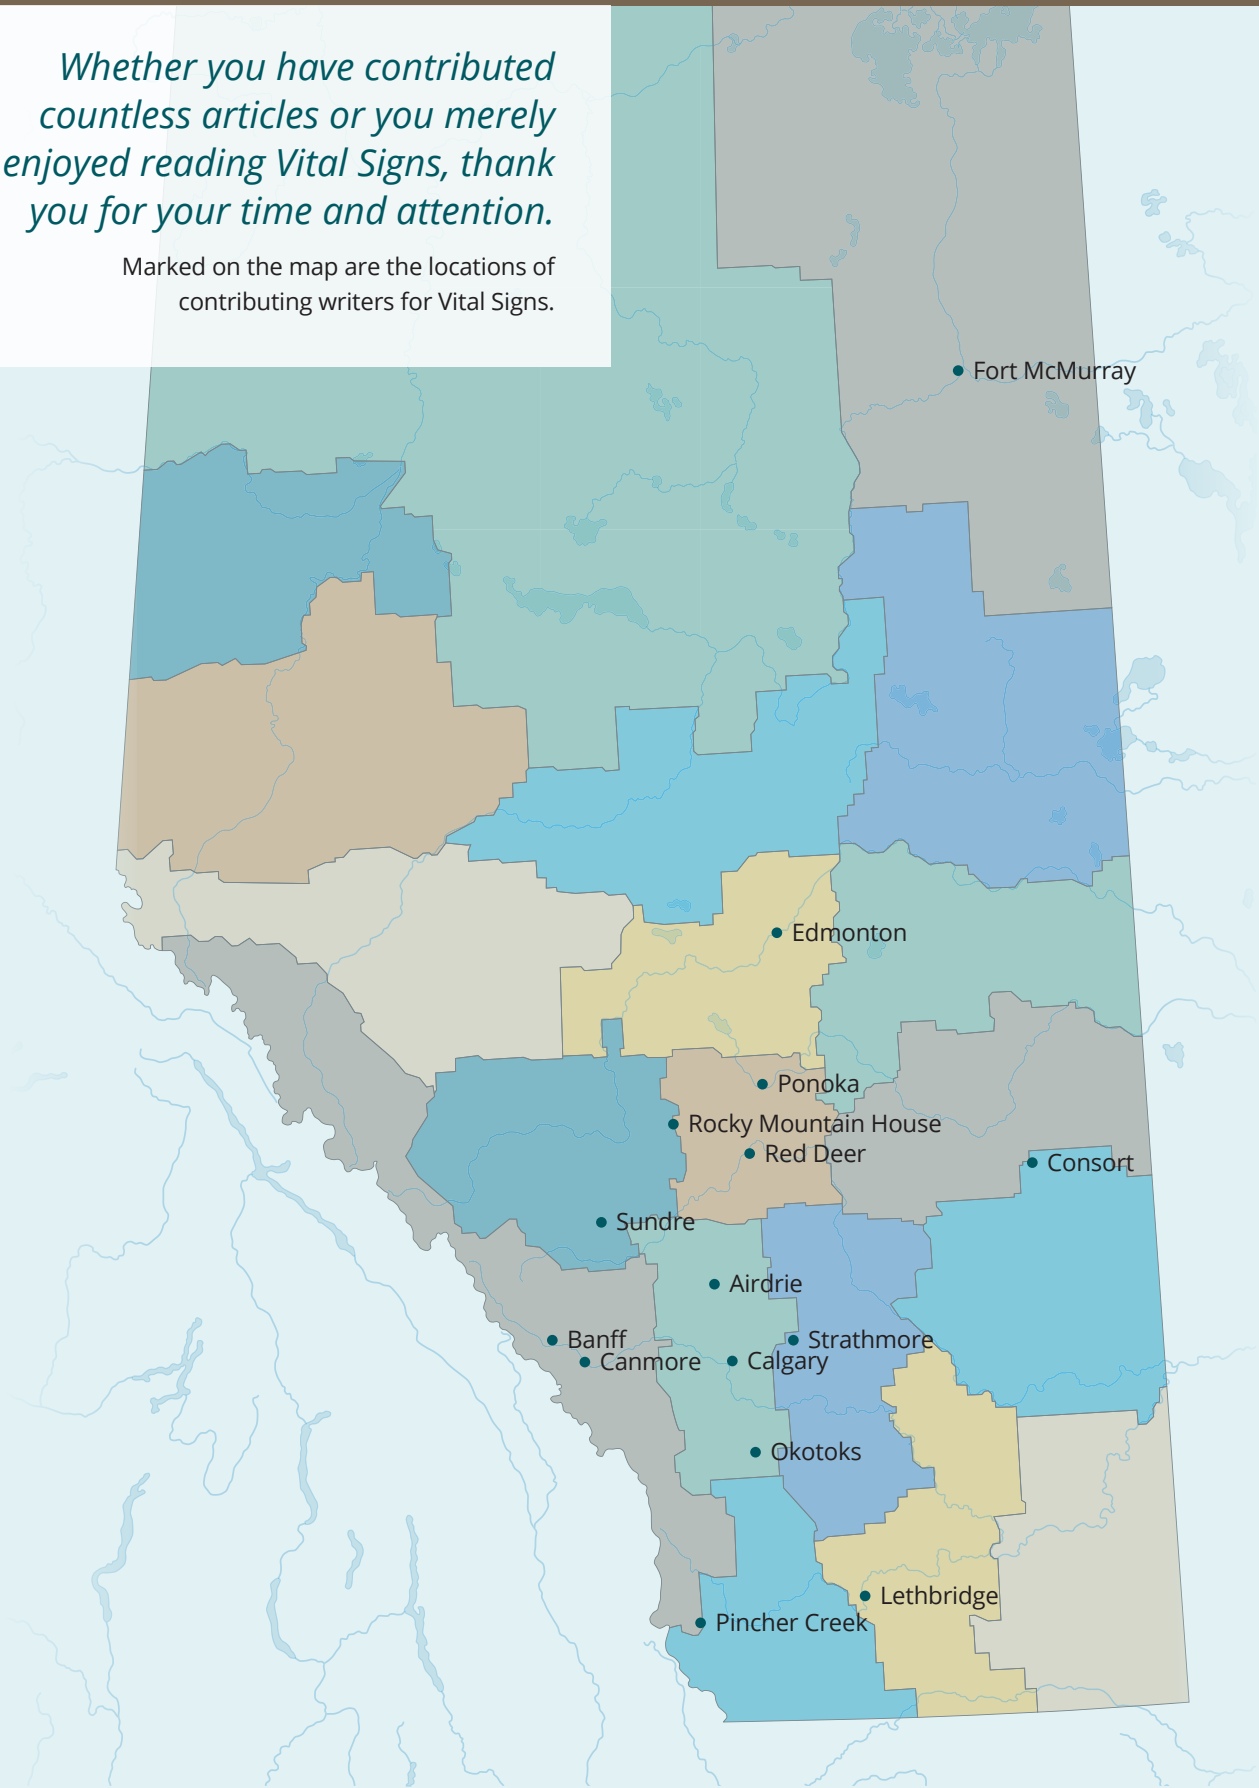 Whether you have contributed
countless articles or you merely
enjoyed reading Vital Signs, thank
you for your time and attention.
Marked on the map are the locations of
contributing writers for Vital Signs.
Fort McMurray
Edmonton
Ponoka
Rocky Mountain House
Red Deer
Consort
Sundre
Airdrie
Banff
Strathmore
Canmore
Calgary
Okotoks
Lethbridge
Pincher Creek